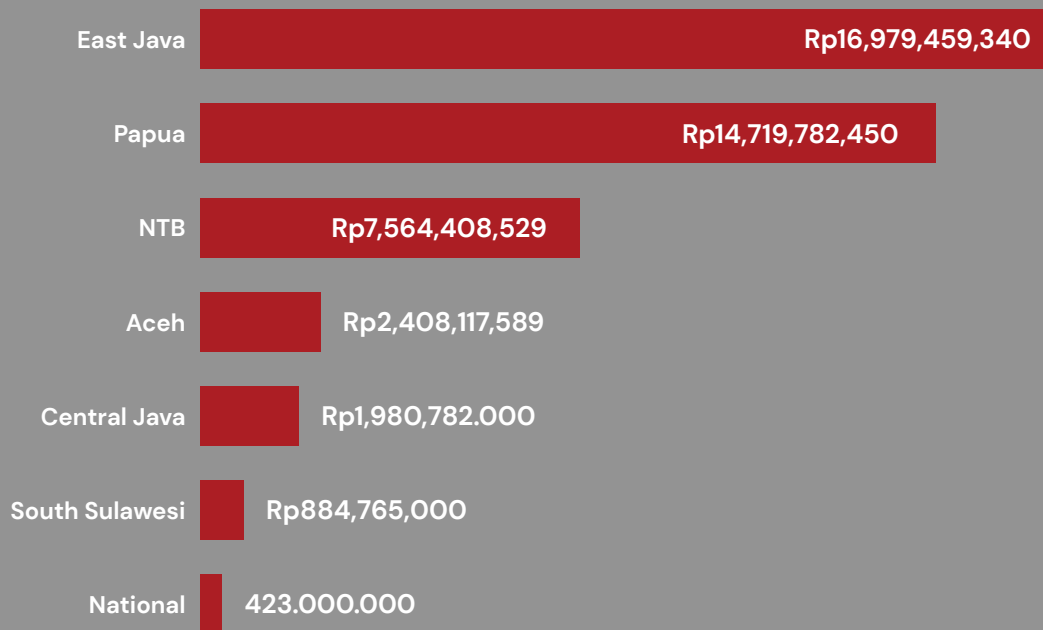 East Java Rp16,979,459,340
Papua Rp14,719,782,450
NTB Rp7,564,408,529
Aceh Rp2,408,117,589
Central Java Rp1,980,782.000
South Sulawesi Rp884,765,000
National 423.000.000